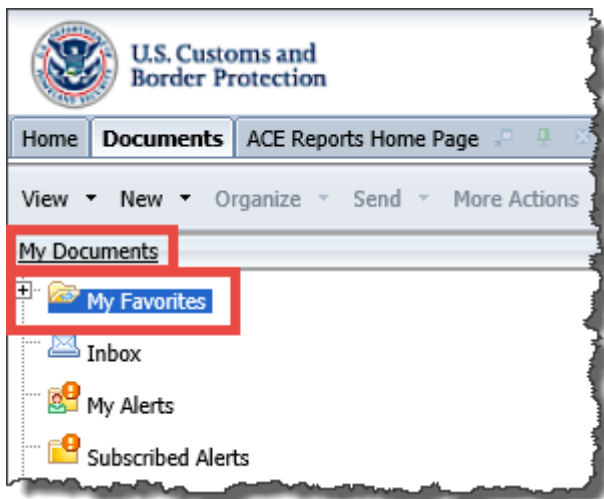 U.S. Customs and
Border Protection
Home Documents ACE Reports Home Page
View New Organize Send More Actions
My Documents
My Favorites
Inbox
My Alerts
Subscribed Alerts